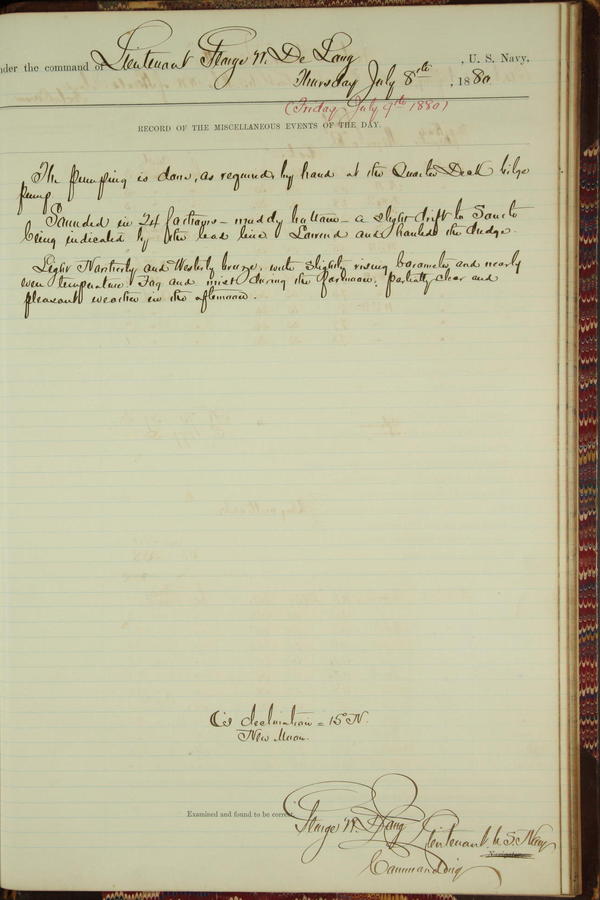 nder the command of Lieutenant George W. De Long, U. S. Navy,
Thursday July 8th, 1880
(Friday July 9th 1880)
RECORD OF THE MISCELLANEOUS EVENTS OF THE DAY.
The pumping is done, as required by hand at the Quarter Deck bilge
pump.
Sounded in 24 fathoms - muddy bottom - a slight drift to South
being indicated by the lead line. Lowered and hauled the dredge.
Light Northerly and Westerly breeze, with slightly rising barometer and nearly
even temperature. Fog and mist during the forenoon, partially clear and
pleasant weather in the afternoon.
☾'s declination = 15° N.
New Moon.
Examined and found to be correct.
George W. De Long Lieutenant U.S. Navy
Navigator.
Commanding